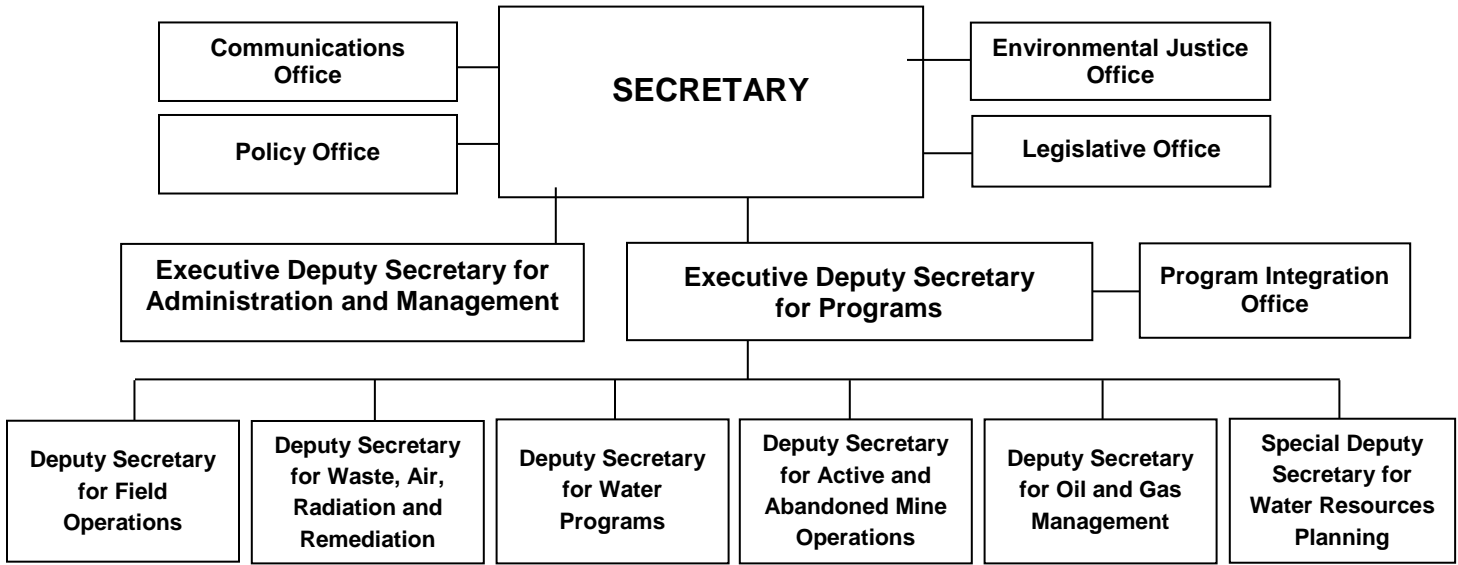 Communications
Office
SECRETARY
Environmental Justice
Office
Policy Office
Legislative Office
Executive Deputy Secretary for
Administration and Management
Executive Deputy Secretary
for Programs
Program Integration
Office
Deputy Secretary
for Field
Operations
Deputy Secretary
for Waste, Air,
Radiation and
Remediation
Deputy Secretary
for Water
Programs
Deputy Secretary
for Active and
Abandoned Mine
Operations
Deputy Secretary
for Oil and Gas
Management
Special Deputy
Secretary for
Water Resources
Planning